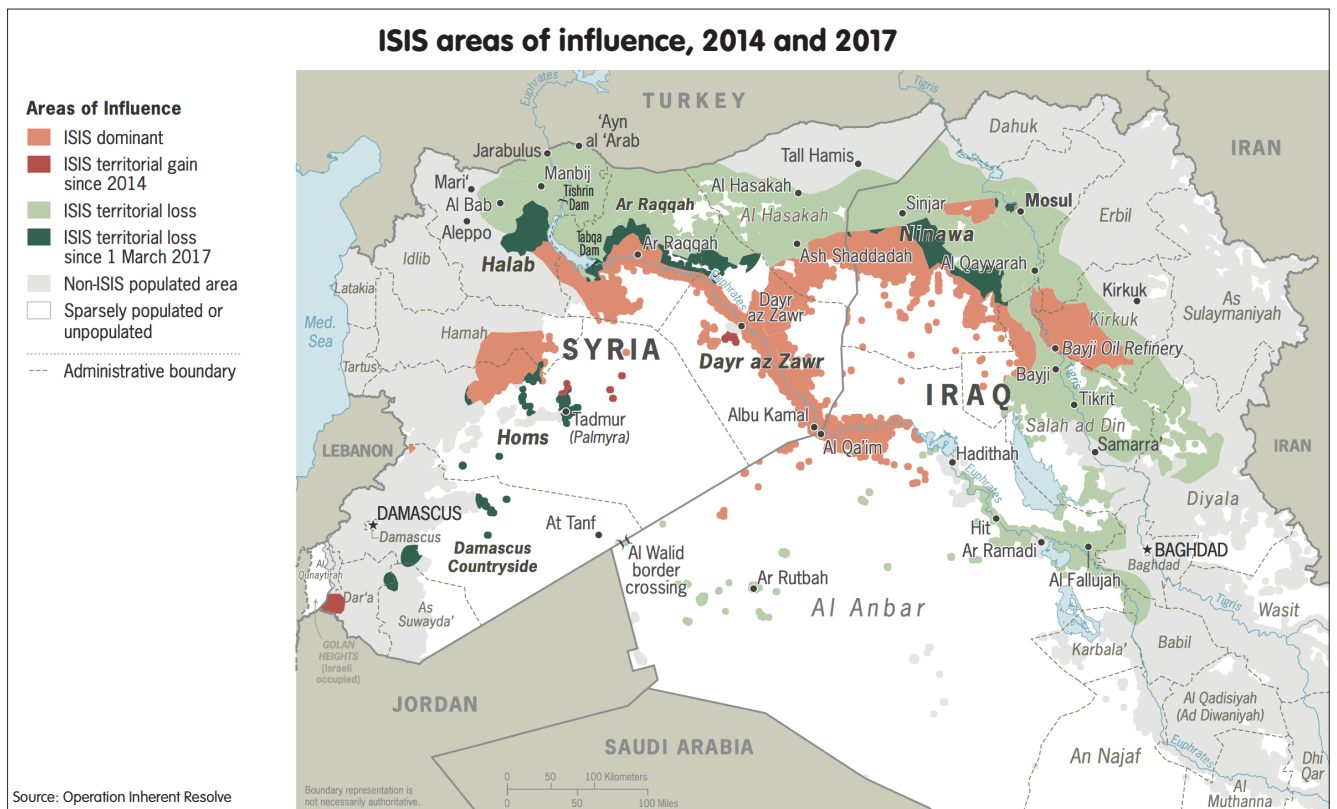 ISIS areas of influence, 2014 and 2017
Areas of Influence
ISIS dominant
ISIS territorial gain
since 2014
ISIS territorial loss
ISIS territorial loss
since 1 March 2017
Non-ISIS populated area
Sparsely populated or
unpopulated
Administrative boundary
TURKEY
Euphrates
Tigris
IRAN
'Ayn
al 'Arab
Jarabulus
Dahuk
Tall Hamis
Mari'
Manbij
Al Bab
Tishrin
Dam
Aleppo
Ar Raqqah
Al Hasakah
Al Hasakah
Sinjar
Mosul
Erbil
Ninawa
Tabqa
Dam
Ar Raqqah
Ash Shaddadah
Al Qayyarah
Idlib
Halab
Latakia
Kirkuk
As
Sulaymaniyah
Euphrates
Dayr
az Zawr
Kirkuk
Med.
Sea
Hamah
SYRIA
Dayr az Zawr
Bayji Oil Refinery
Tartus
Bayji
Tigris
IRAQ
Tikrit
Tadmur
(Palmyra)
Albu Kamal
Salah ad Din
Homs
Al Qa'im
Samarra'
LEBANON
Hadithah
IRAN
Euphrates
Diyala
DAMASCUS
Damascus
At Tanf
Hit
Ar Ramadi
BAGHDAD
Baghdad
Damascus
Countryside
Al Walid
border
crossing
Al
Qunaytirah
Ar Rutbah
Al Fallujah
Dar'a
As
Suwayda'
Al Anbar
Tigris
Wasit
GOLAN
HEIGHTS
(Israeli
occupied)
Karbala'
Babil
JORDAN
Al Qadisiyah
(Ad Diwaniyah)
SAUDI ARABIA
An Najaf
Euphrates
Dhi
Qar
Al
Muthanna
0 50 100 Kilometers
0 50 100 Miles
Boundary representation is
not necessarily authoritative.
Source: Operation Inherent Resolve